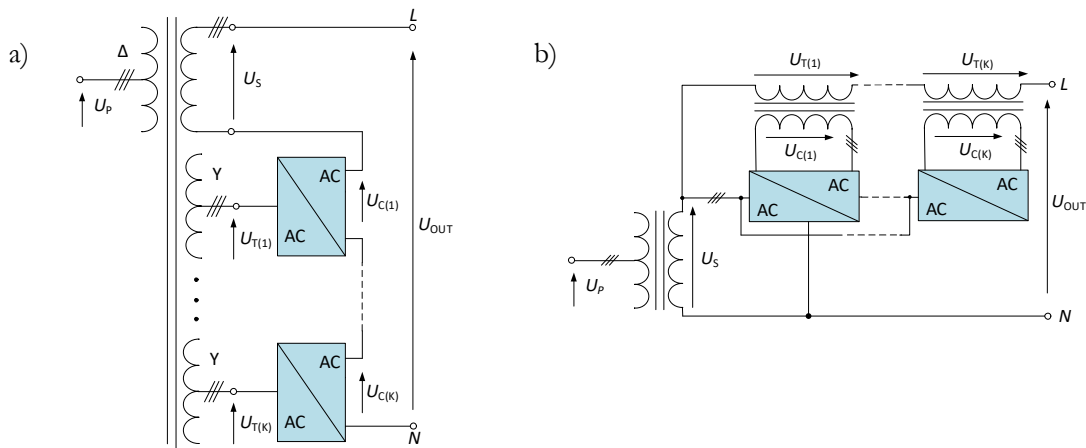 a)
Δ
U_P
U_S
L
Y
AC
AC
U_T(1)
U_C(1)
U_OUT
Y
AC
AC
U_T(K)
U_C(K)
N
b)
U_T(1)
U_T(K)
L
U_C(1)
U_C(K)
AC
AC
AC
AC
U_OUT
U_P
U_S
N